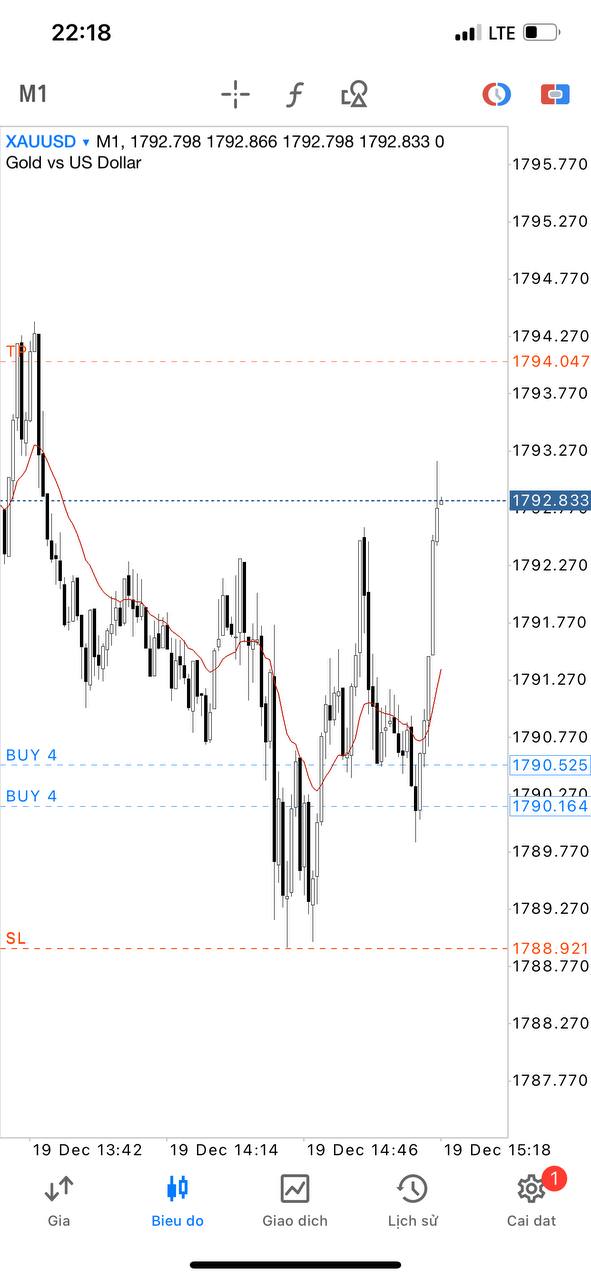 22:18
LTE
M1
XAUUSD ▾ M1, 1792.798 1792.866 1792.798 1792.833 0
Gold vs US Dollar
1795.770
1795.270
1794.770
1794.270
TP
1794.047
1793.770
1793.270
1792.833
1792.270
1791.770
1791.270
1790.770
BUY 4
1790.525
1790.270
BUY 4
1790.164
1789.770
1789.270
SL
1788.921
1788.770
1788.270
1787.770
19 Dec 13:42 19 Dec 14:14 19 Dec 14:46 19 Dec 15:18
1
Gia Bieu do Giao dich Lịch sử Cai dat